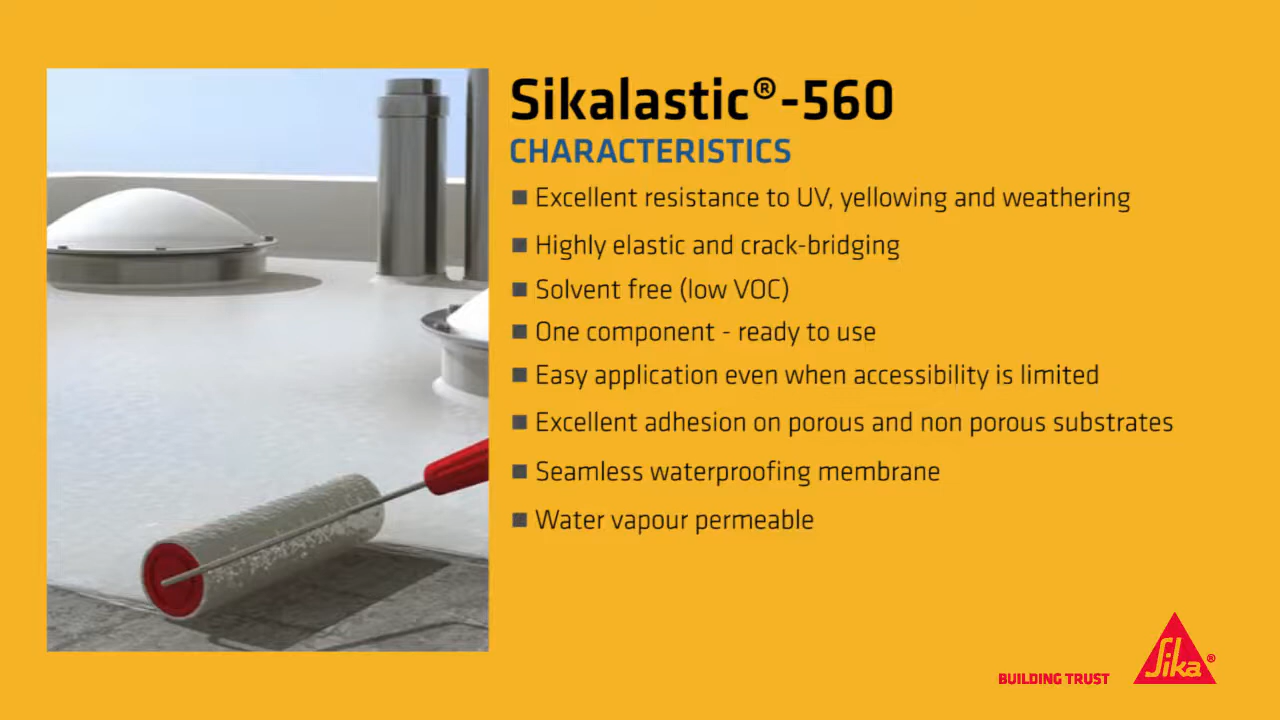 Sikalastic®-560
CHARACTERISTICS
■ Excellent resistance to UV, yellowing and weathering
■ Highly elastic and crack-bridging
■ Solvent free (low VOC)
■ One component - ready to use
■ Easy application even when accessibility is limited
■ Excellent adhesion on porous and non porous substrates
■ Seamless waterproofing membrane
■ Water vapour permeable
BUILDING TRUST
Sika®